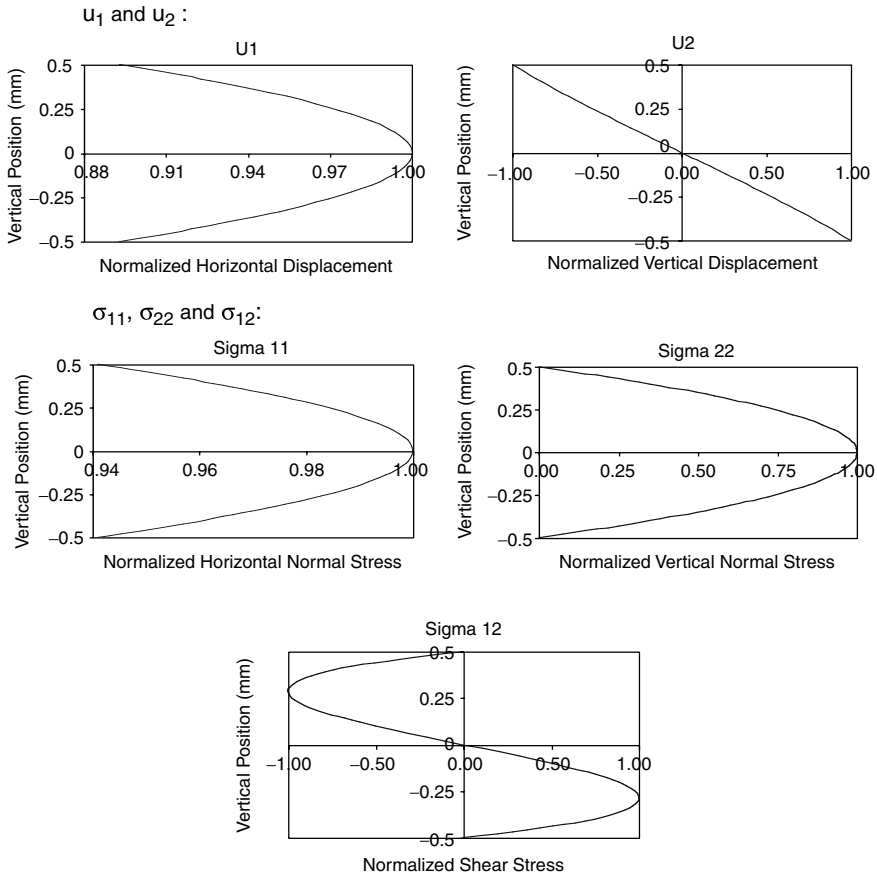 u1 and u2 :
U1
Vertical Position (mm)
0.5
0.25
0
−0.25
−0.5
0.88
0.91
0.94
0.97
1.00
Normalized Horizontal Displacement
U2
Vertical Position (mm)
0.5
0.25
0
−0.25
−0.5
−1.00
−0.50
0.00
0.50
1.00
Normalized Vertical Displacement
σ11, σ22 and σ12:
Sigma 11
Vertical Position (mm)
0.5
0.25
0
−0.25
−0.5
0.94
0.96
0.98
1.00
Normalized Horizontal Normal Stress
Sigma 22
Vertical Position (mm)
0.5
0.25
0
−0.25
−0.5
0.00
0.25
0.50
0.75
1.00
Normalized Vertical Normal Stress
Sigma 12
Vertical Position (mm)
0.5
0.25
0
−0.25
−0.5
−1.00
−0.50
0.00
0.50
1.00
Normalized Shear Stress